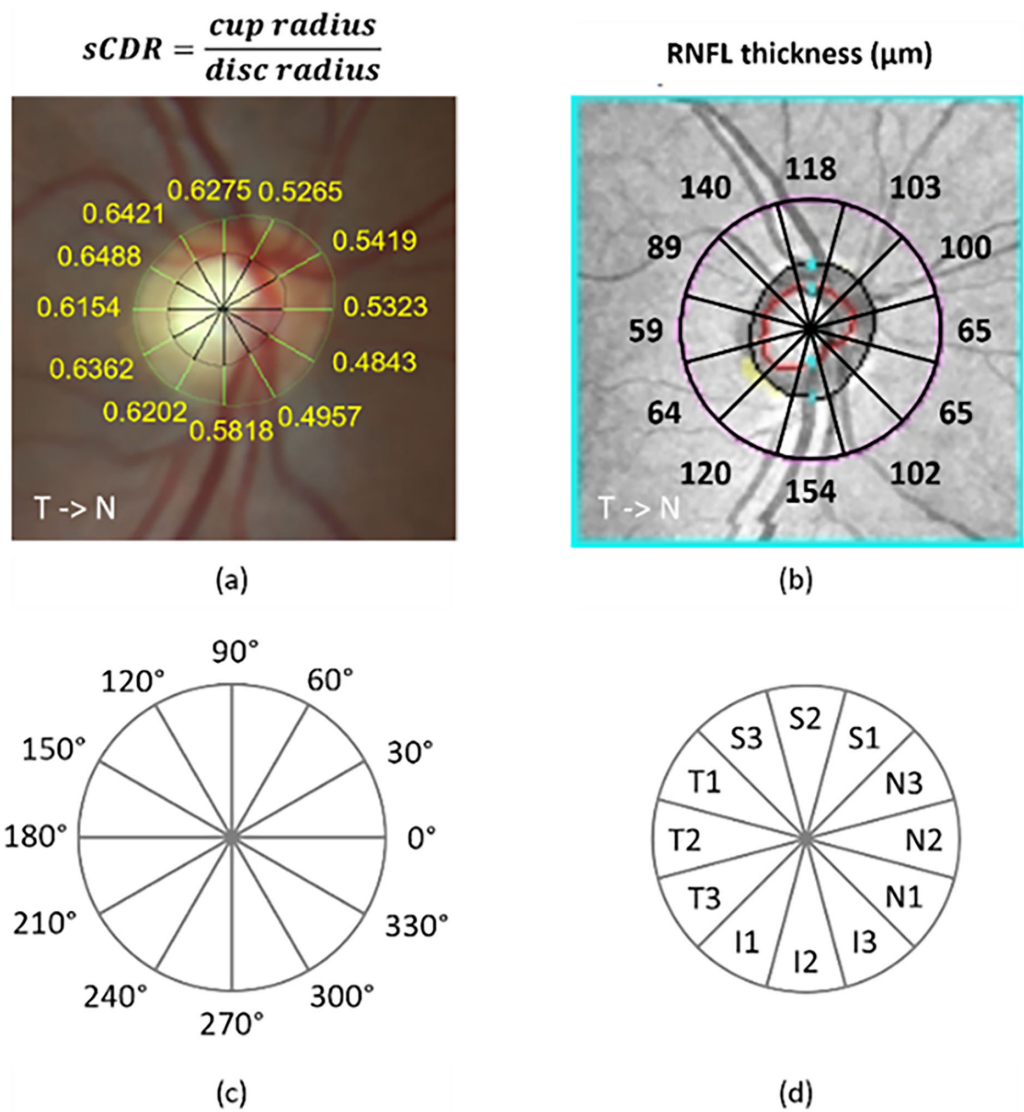 sCDR = cup radius / disc radius
RNFL thickness (µm)
0.6275 0.5265
0.6421
0.5419
0.6488
0.6154
0.5323
0.6362
0.4843
0.6202
0.4957
0.5818
T -> N
118
140
103
89
100
59
65
64
65
120
102
154
T -> N
(a)
(b)
90°
120°
60°
150°
30°
180°
0°
210°
330°
240°
300°
270°
S2
S3
S1
T1
N3
T2
N2
T3
N1
I1
I3
I2
(c)
(d)